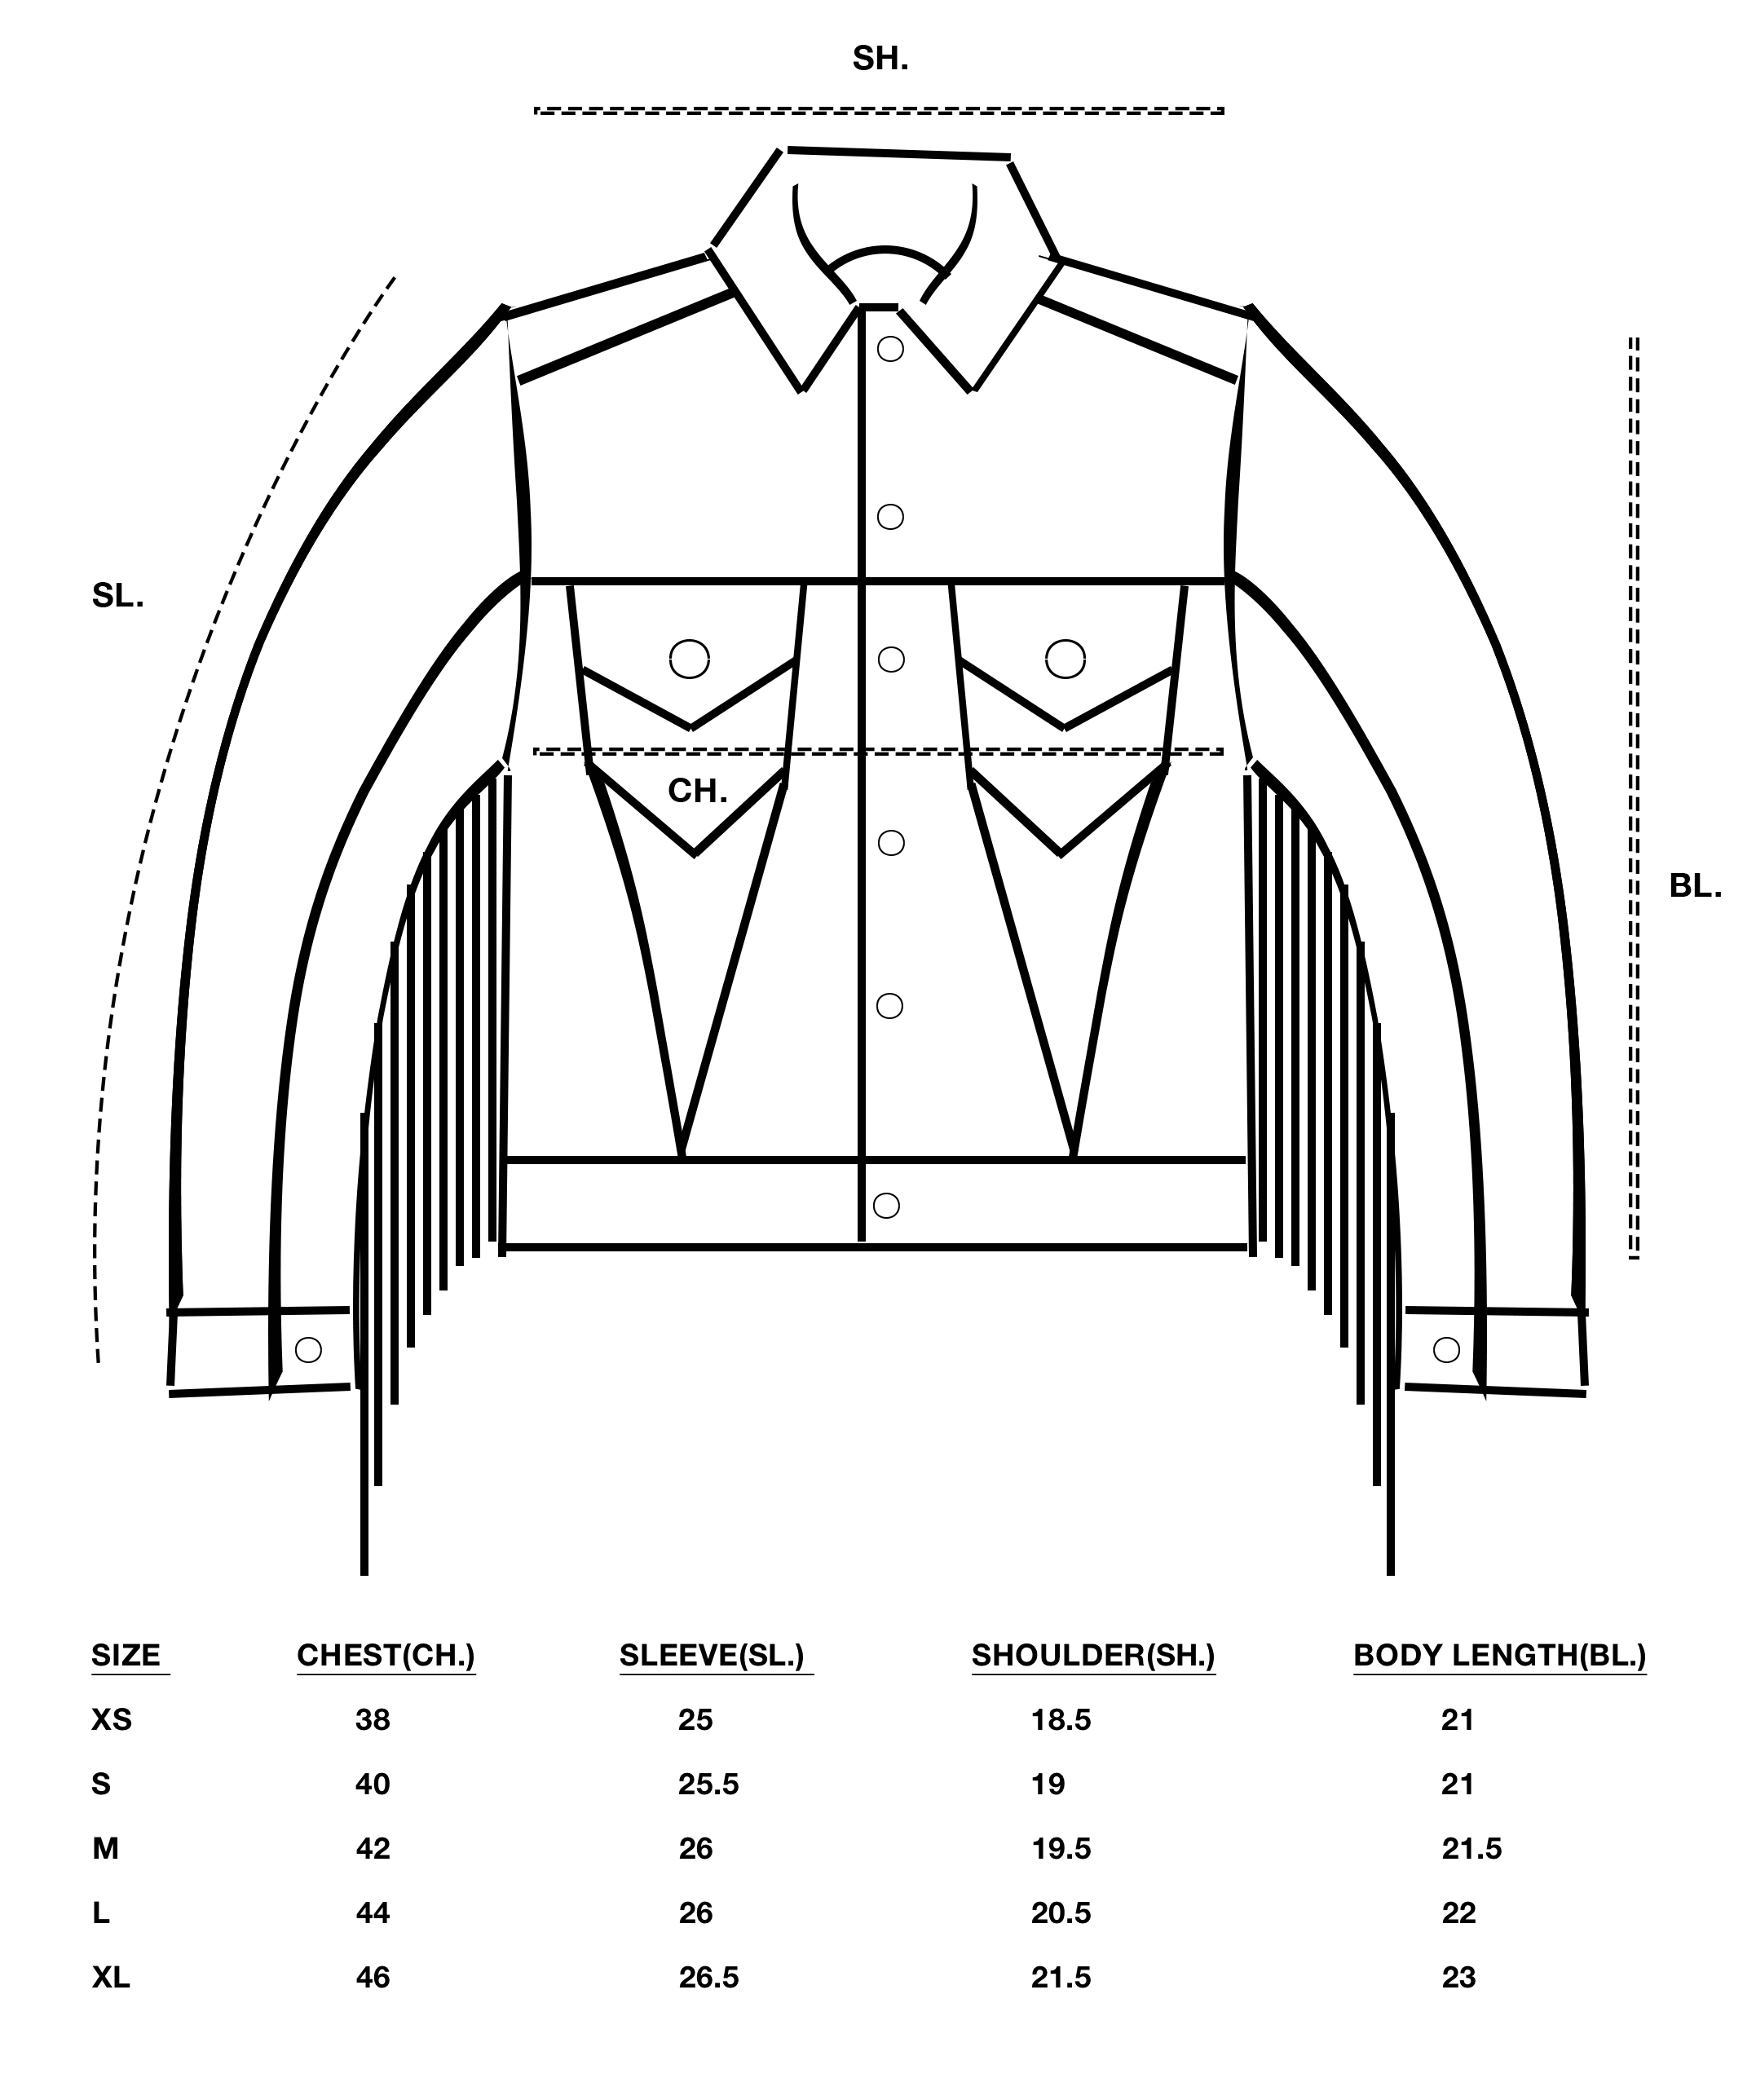 SH.
SL.
CH.
BL.
SIZE CHEST(CH.) SLEEVE(SL.) SHOULDER(SH.) BODY LENGTH(BL.)
XS 38 25 18.5 21
S 40 25.5 19 21
M 42 26 19.5 21.5
L 44 26 20.5 22
XL 46 26.5 21.5 23